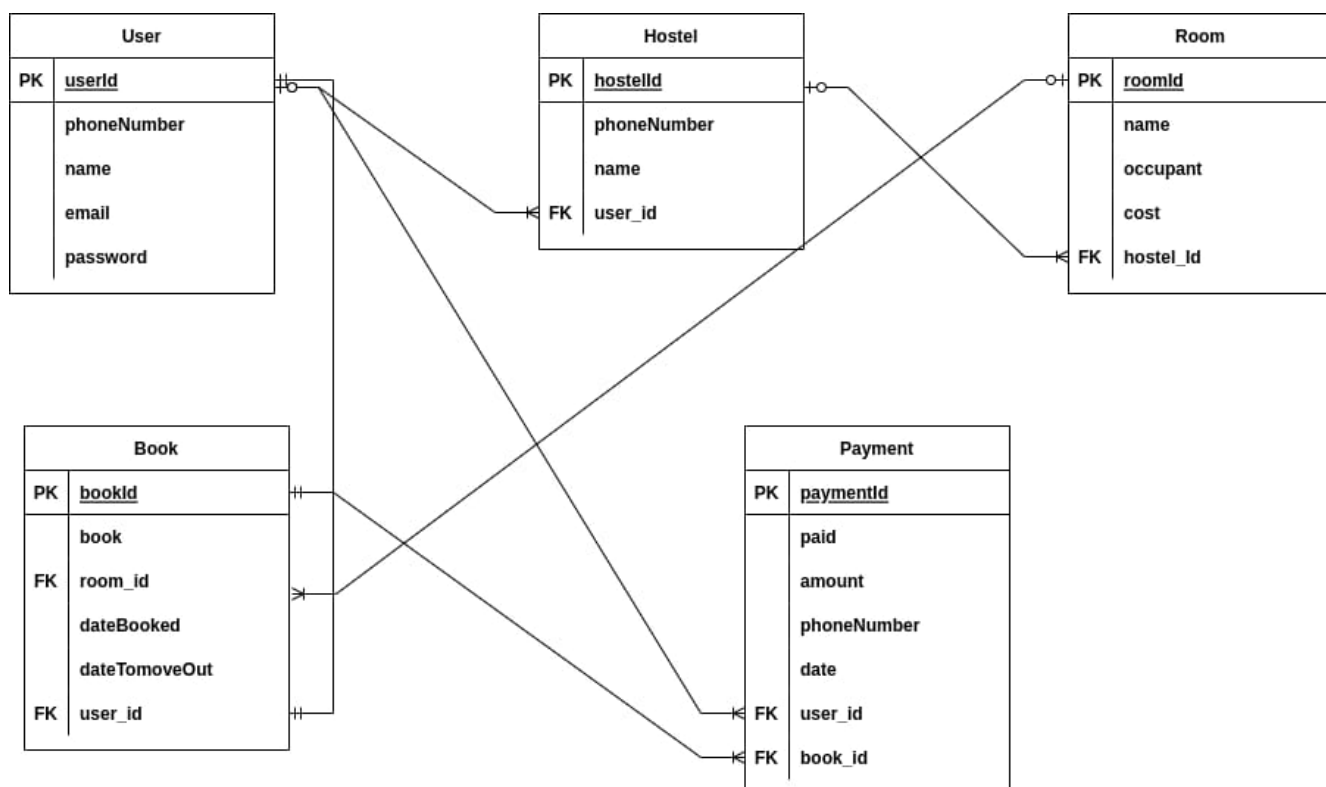 User
PK userId
phoneNumber
name
email
password
Hostel
PK hostelId
phoneNumber
name
FK user_id
Room
PK roomId
name
occupant
cost
FK hostel_Id
Book
PK bookId
book
FK room_id
dateBooked
dateTomoveOut
FK user_id
Payment
PK paymentId
paid
amount
phoneNumber
date
FK user_id
FK book_id